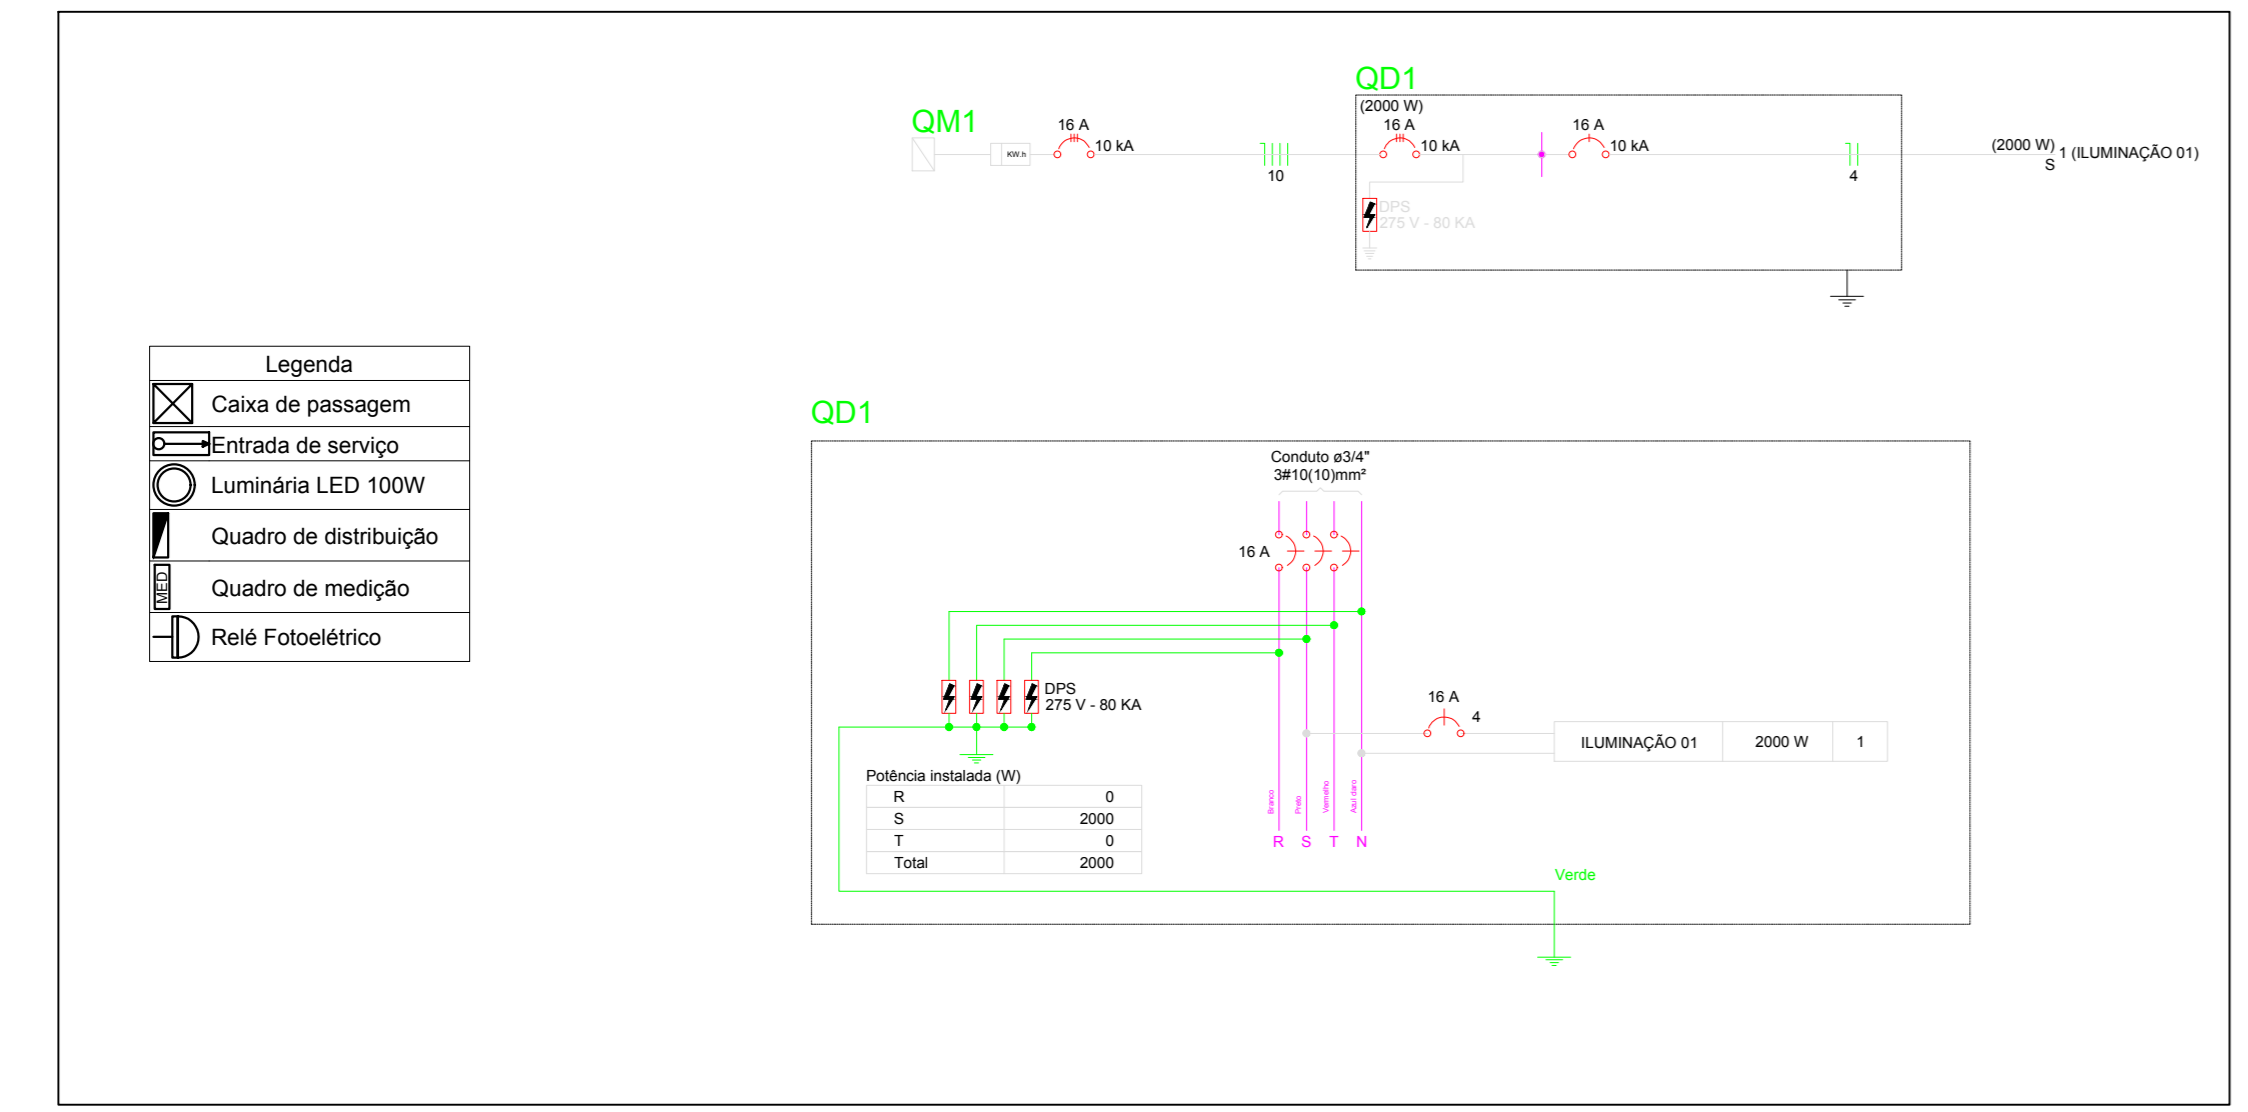 QD1
(2000 W)
QM1
16 A
10 kA
KW.h
10
16 A
10 kA
16 A
10 kA
4
(2000 W)
S
1 (ILUMINAÇÃO 01)
DPS
275 V - 80 KA
Legenda
Caixa de passagem
Entrada de serviço
Luminária LED 100W
Quadro de distribuição
MED
Quadro de medição
Relé Fotoelétrico
QD1
Conduto ø3/4"
3#10(10)mm²
16 A
DPS
275 V - 80 KA
16 A
4
ILUMINAÇÃO 01 2000 W 1
Potência instalada (W)
R 0
S 2000
T 0
Total 2000
Branco
Preto
Vermelho
Azul claro
R S T N
Verde